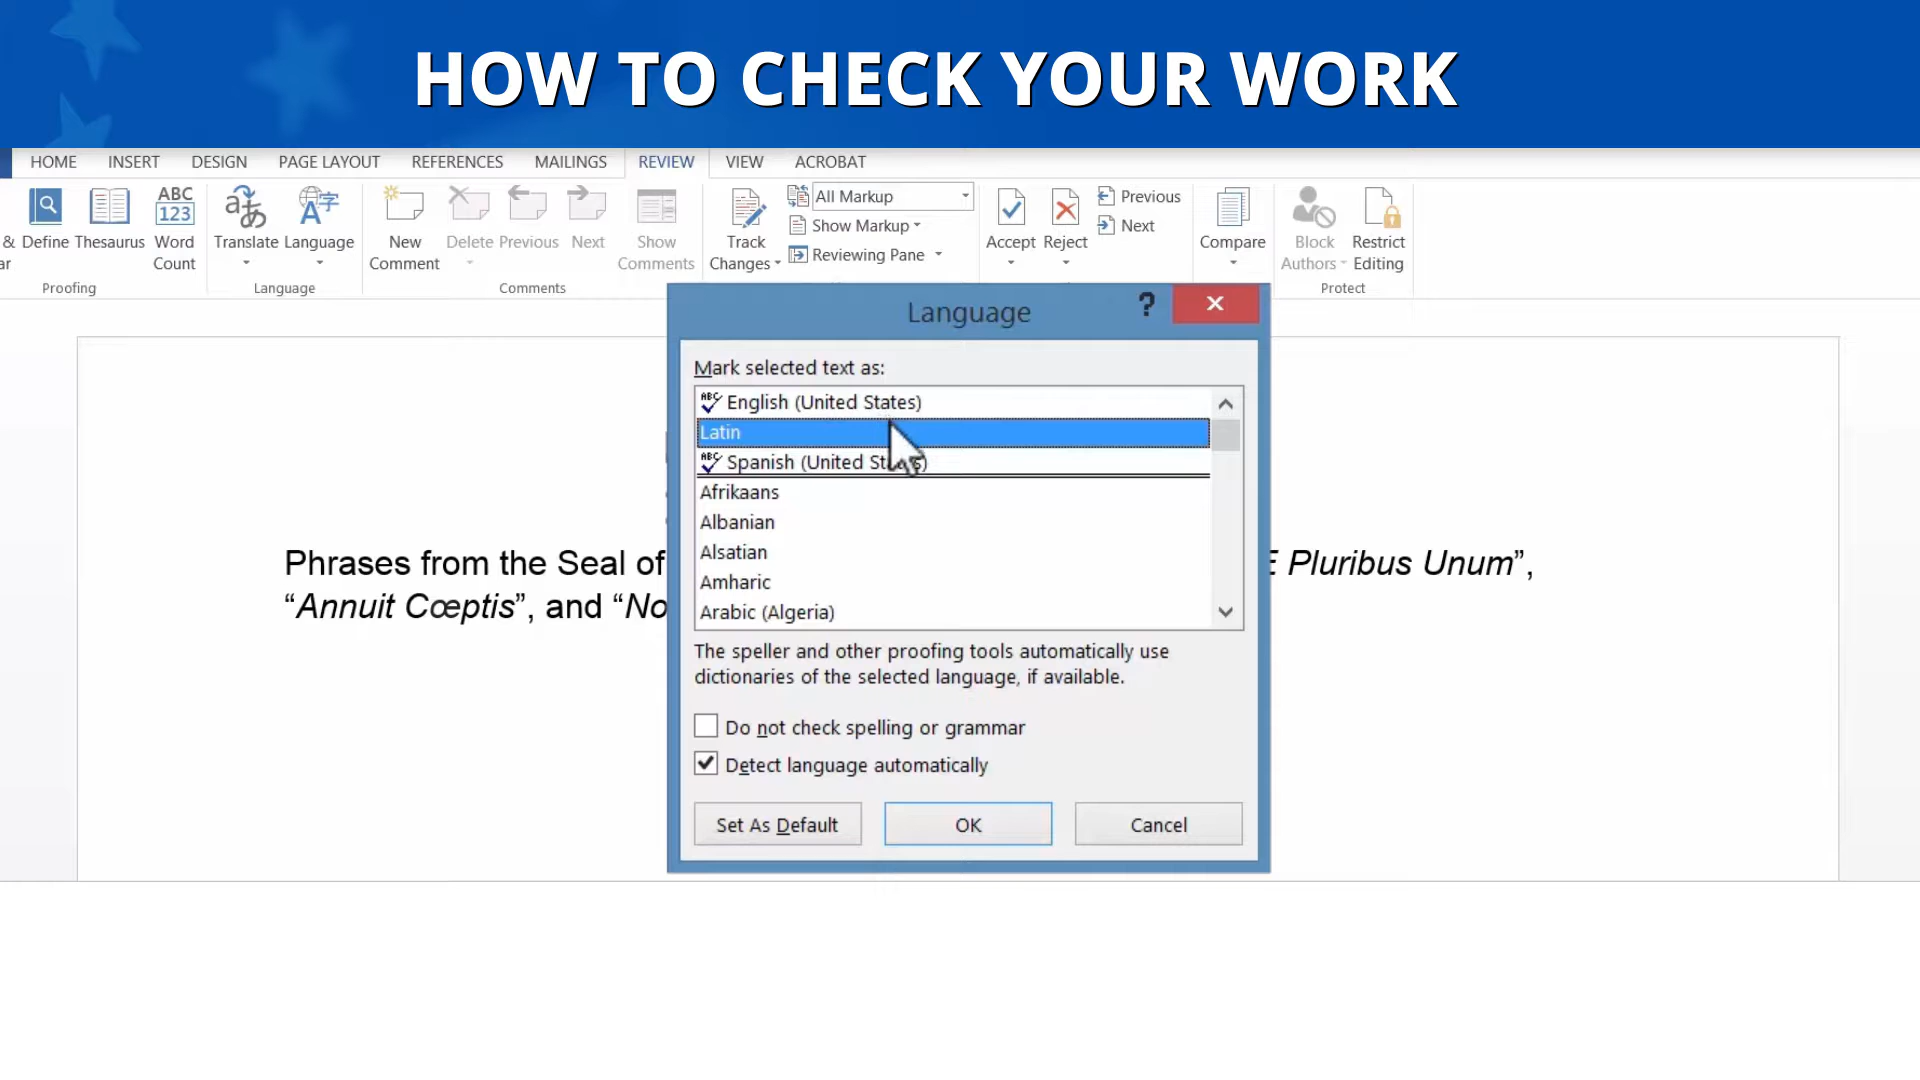 HOW TO CHECK YOUR WORK
HOME INSERT DESIGN PAGE LAYOUT REFERENCES MAILINGS REVIEW VIEW ACROBAT
& Define Thesaurus Word Count
Proofing
Translate Language
Language
New Comment Delete Previous Next Show Comments
Comments
Track Changes
All Markup
Show Markup
Reviewing Pane
Accept Reject
Previous
Next
Compare
Block Authors Restrict Editing
Protect
Language
Mark selected text as:
English (United States)
Latin
Spanish (United States)
Afrikaans
Albanian
Alsatian
Amharic
Arabic (Algeria)
The speller and other proofing tools automatically use
dictionaries of the selected language, if available.
Do not check spelling or grammar
Detect language automatically
Set As Default OK Cancel
Phrases from the Seal of E Pluribus Unum”,
“Annuit Cœptis”, and “No